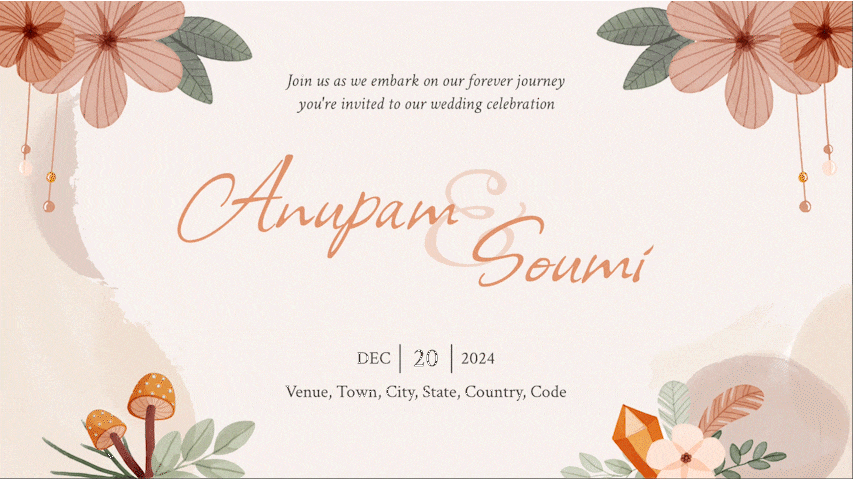 Join us as we embark on our forever journey
you're invited to our wedding celebration
Anupam
&
Soumi
DEC | 20 | 2024
Venue, Town, City, State, Country, Code